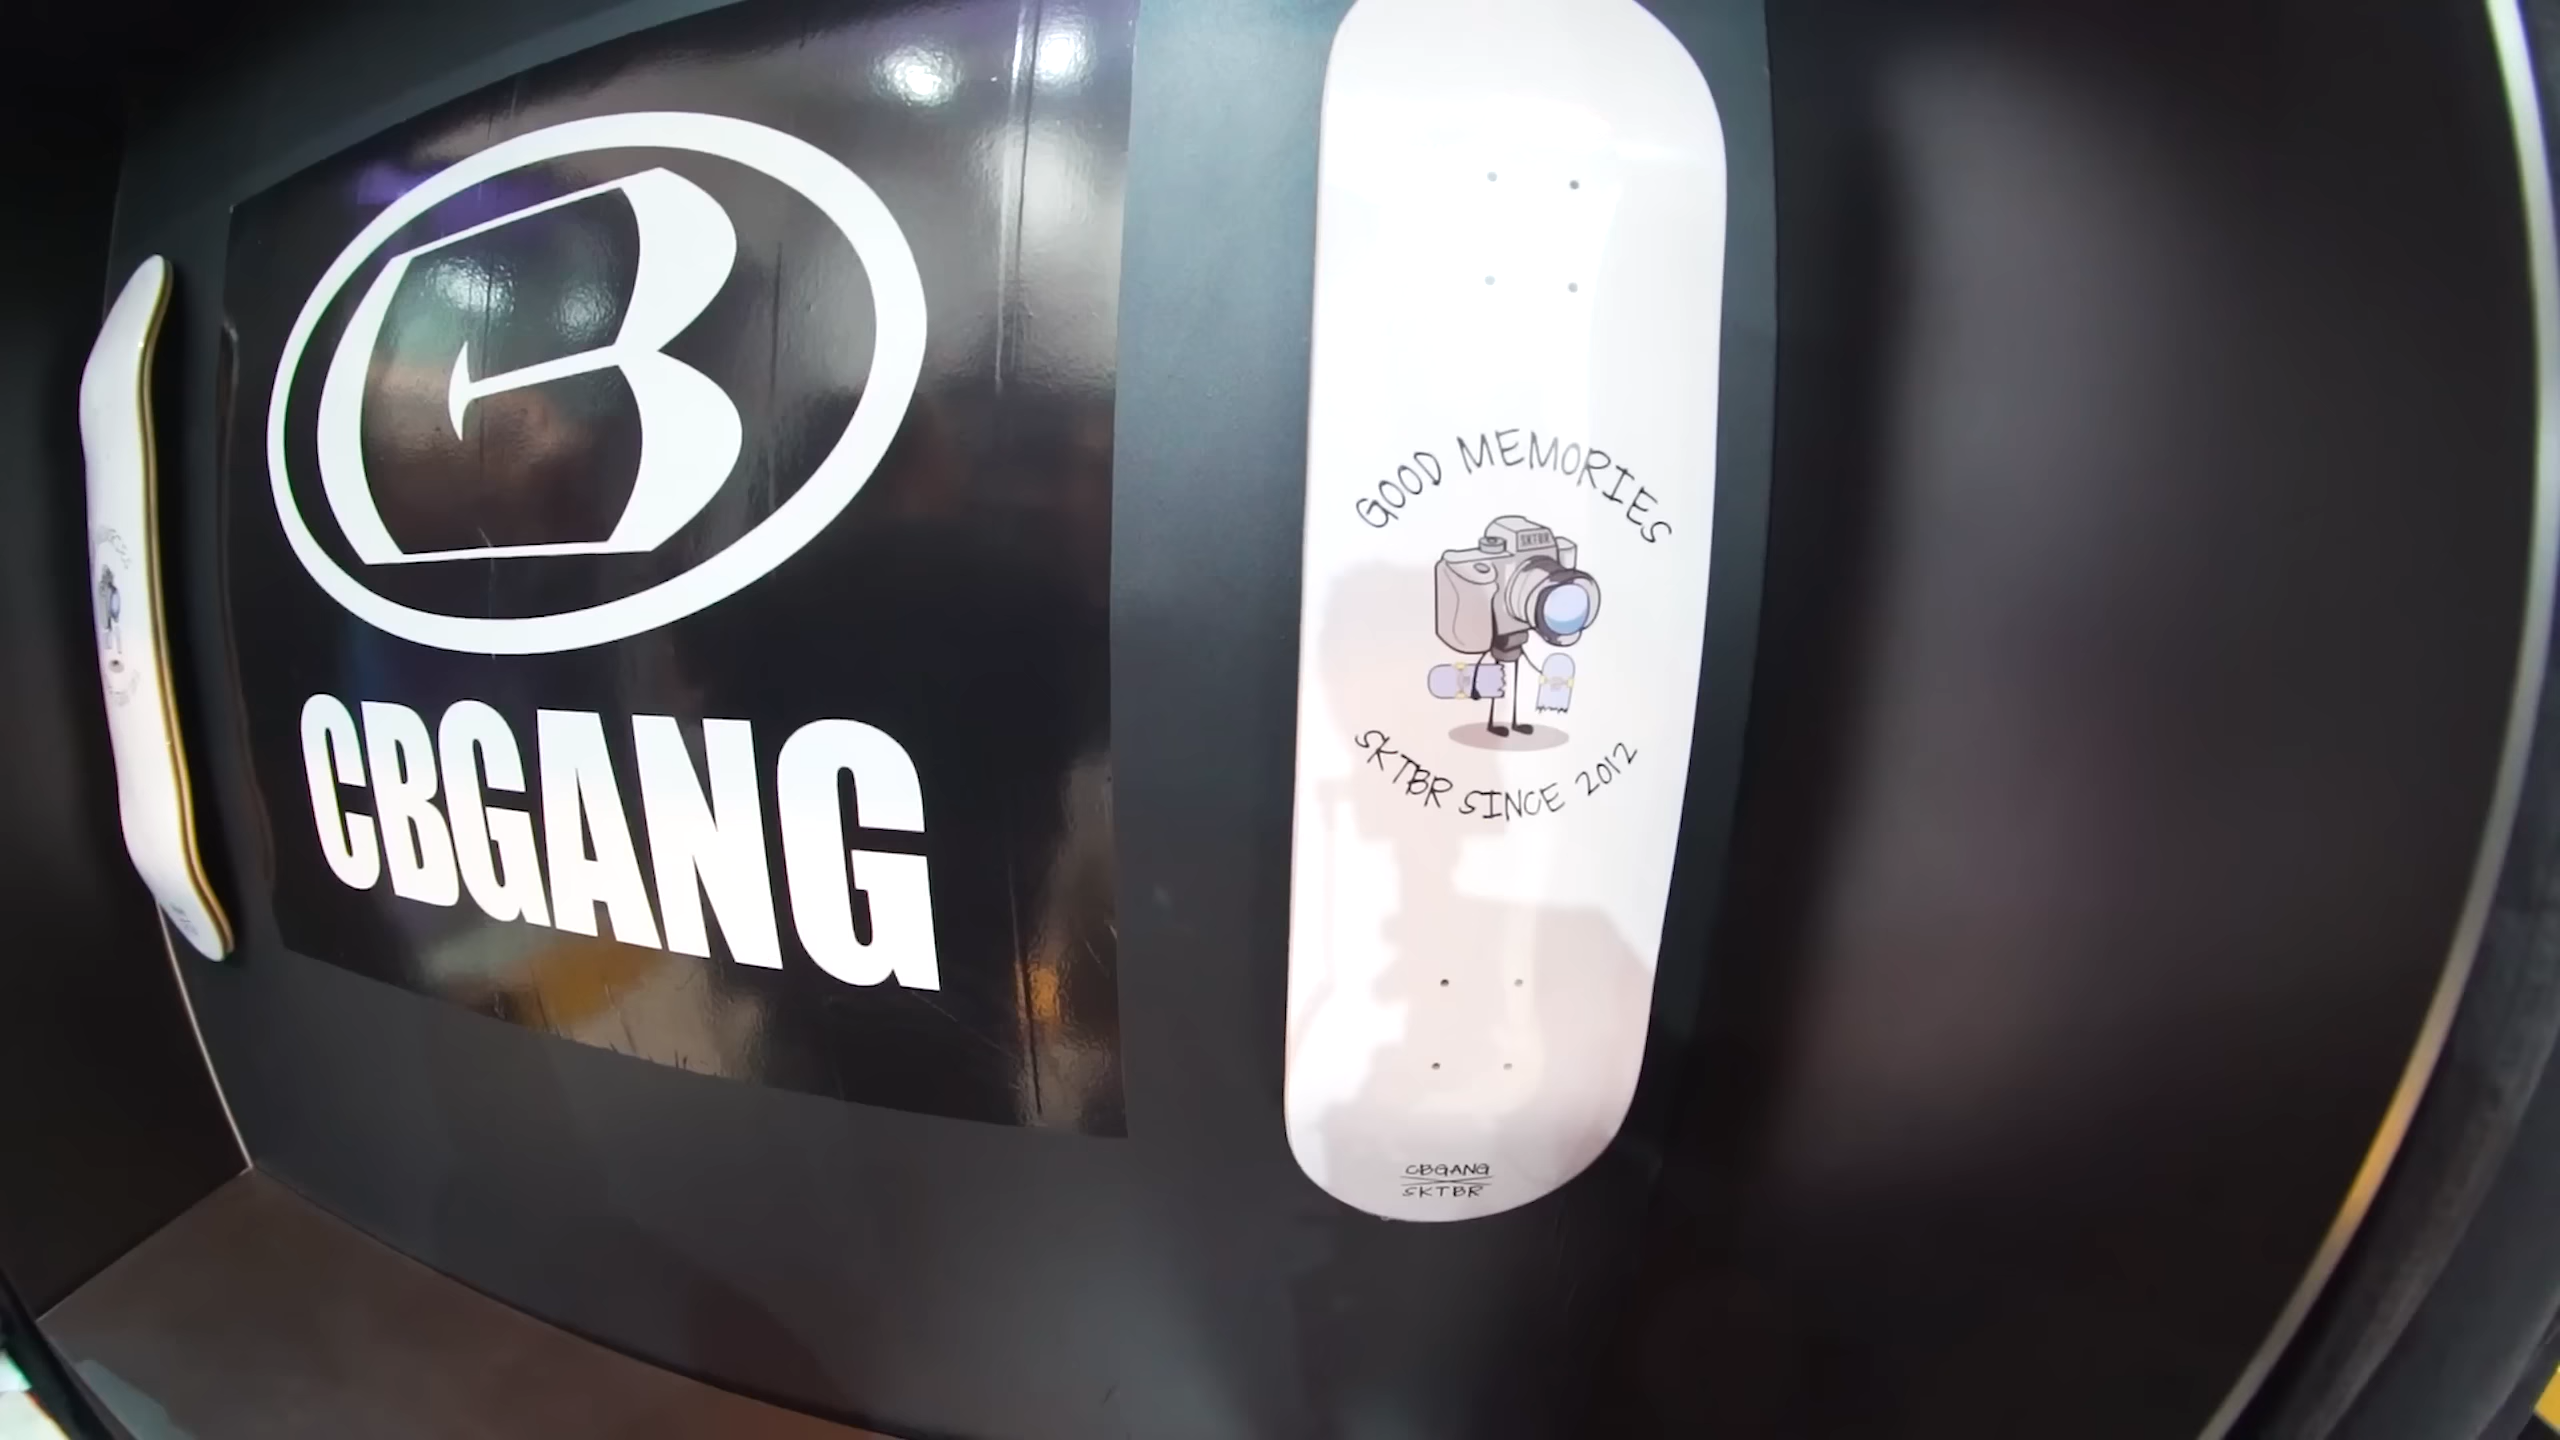 CBGANG
GOOD MEMORIES
SKTBR
SKTBR SINCE 2012
CBGANG
SKTBR